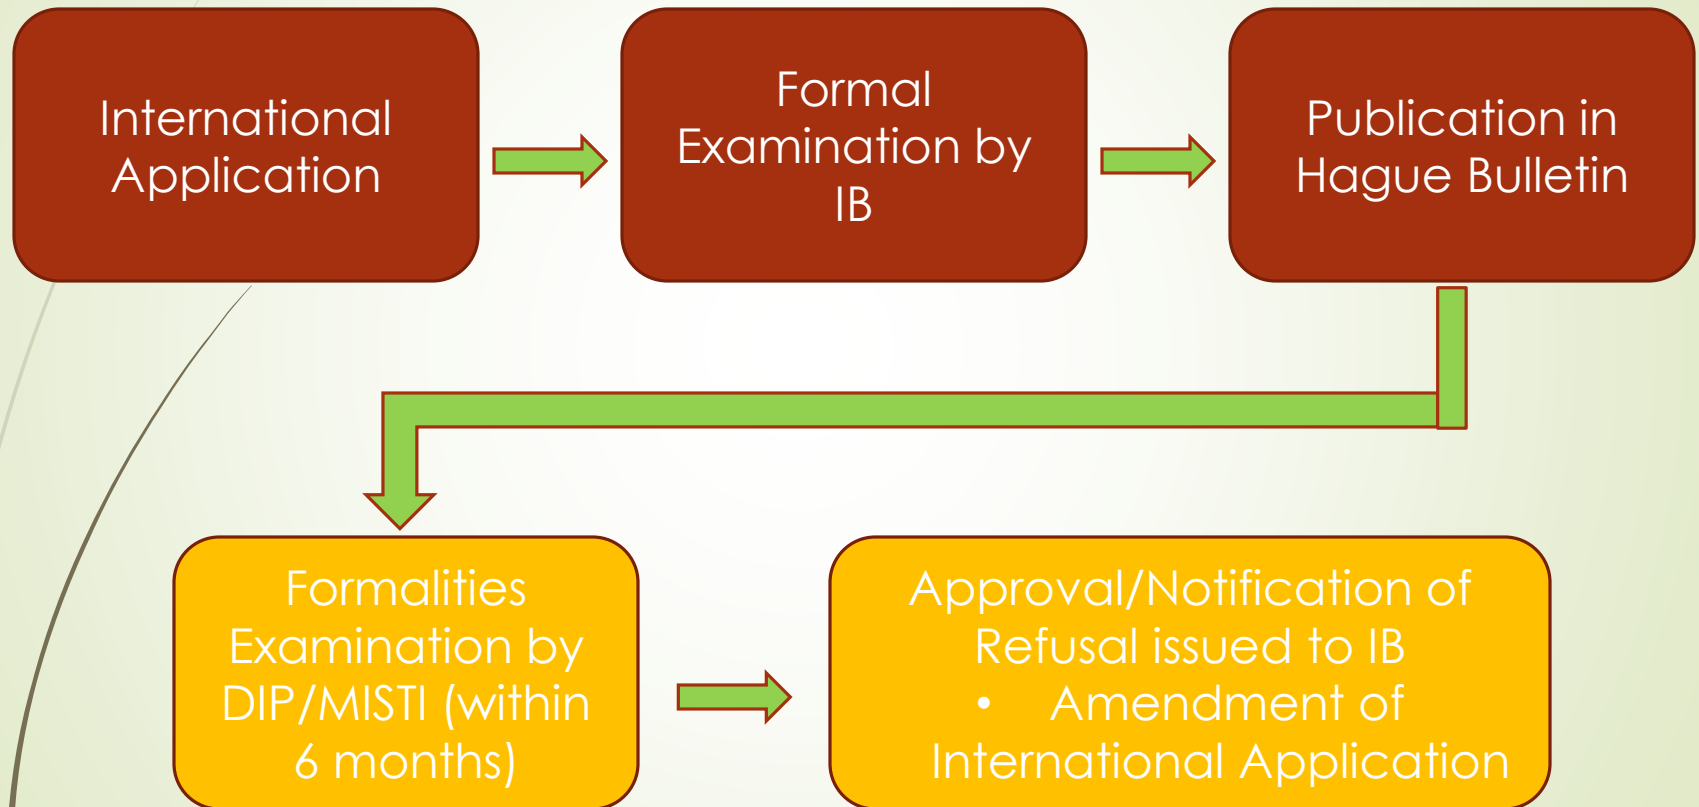 International
Application
Formal
Examination by
IB
Publication in
Hague Bulletin
Formalities
Examination by
DIP/MISTI (within
6 months)
Approval/Notification of
Refusal issued to IB
• Amendment of
International Application